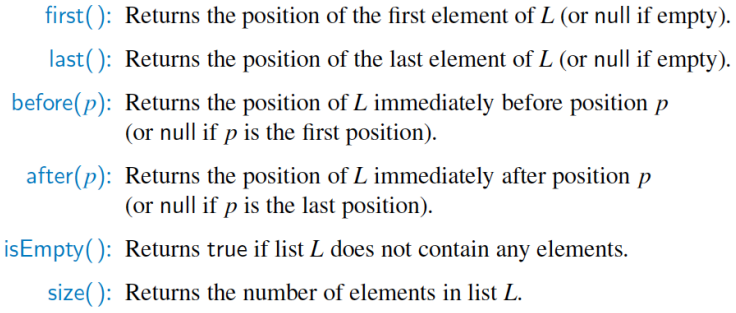 first( ): Returns the position of the first element of L (or null if empty).
last( ): Returns the position of the last element of L (or null if empty).
before(p): Returns the position of L immediately before position p
(or null if p is the first position).
after(p): Returns the position of L immediately after position p
(or null if p is the last position).
isEmpty( ): Returns true if list L does not contain any elements.
size( ): Returns the number of elements in list L.